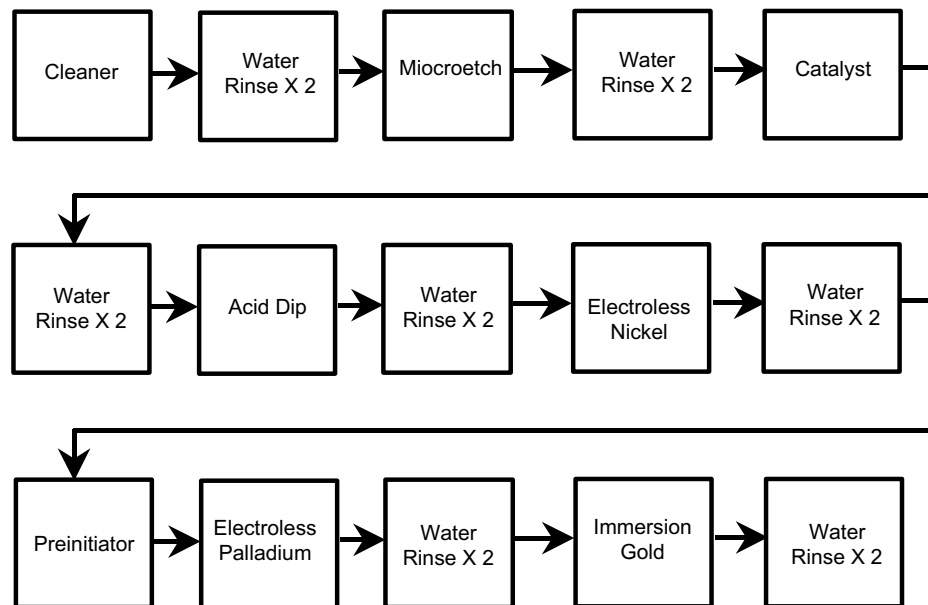 Cleaner
Water
Rinse X 2
Miocroetch
Water
Rinse X 2
Catalyst
Water
Rinse X 2
Acid Dip
Water
Rinse X 2
Electroless
Nickel
Water
Rinse X 2
Preinitiator
Electroless
Palladium
Water
Rinse X 2
Immersion
Gold
Water
Rinse X 2